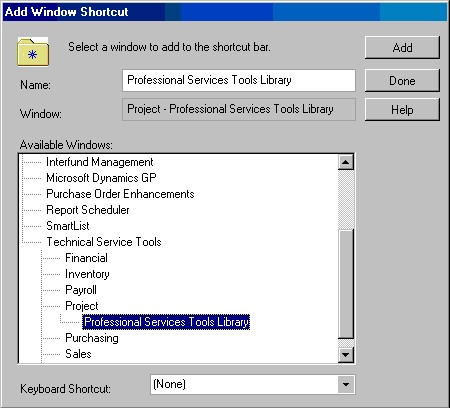 Add Window Shortcut
Select a window to add to the shortcut bar.
Add
Name:
Professional Services Tools Library
Done
Window:
Project - Professional Services Tools Library
Help
Available Windows:
Interfund Management
Microsoft Dynamics GP
Purchase Order Enhancements
Report Scheduler
SmartList
Technical Service Tools
Financial
Inventory
Payroll
Project
Professional Services Tools Library
Purchasing
Sales
Keyboard Shortcut:
(None)